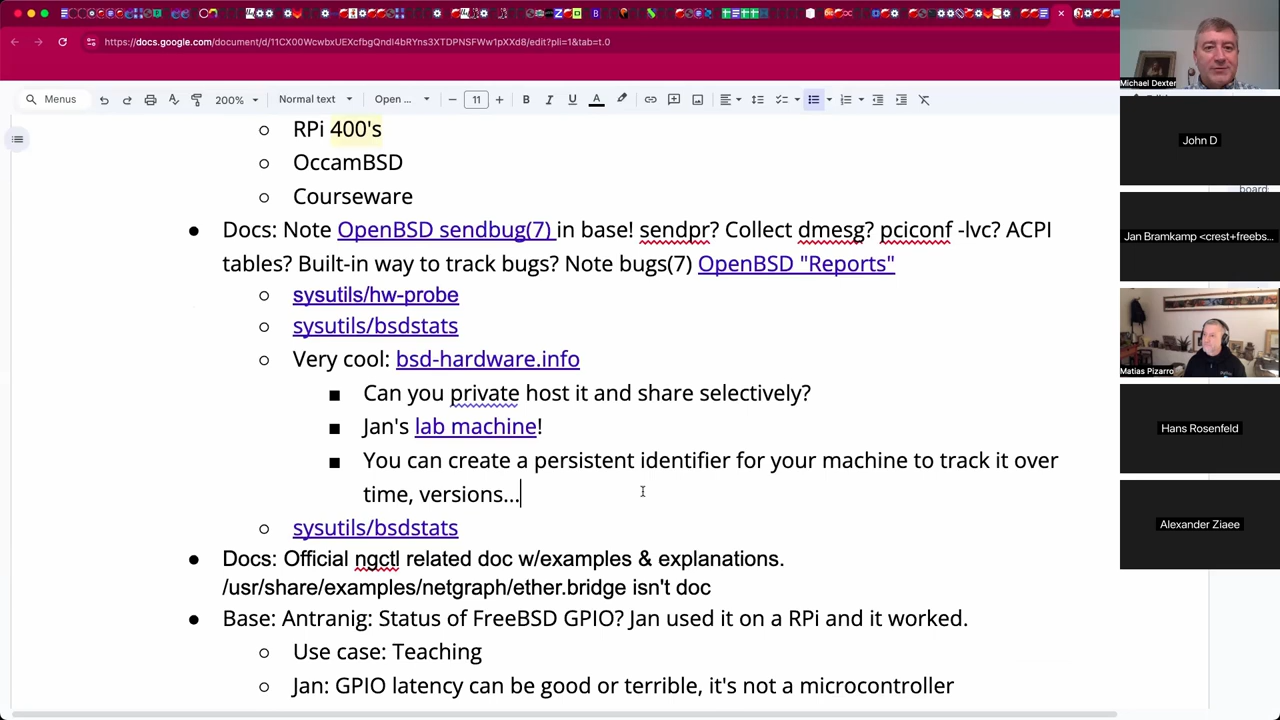 https://docs.google.com/document/d/11CX00WcwbxUEXcfbgQndl4bRYns3XTDPNSFWw1pXXd8/edit?pli=1&tab=t.0
Menus
200%
Normal text
Open ...
11
RPi 400's
OccamBSD
Courseware
Docs: Note OpenBSD sendbug(7) in base! sendpr? Collect dmesg? pciconf -lvc? ACPI
tables? Built-in way to track bugs? Note bugs(7) OpenBSD "Reports"
sysutils/hw-probe
sysutils/bsdstats
Very cool: bsd-hardware.info
Can you private host it and share selectively?
Jan's lab machine!
You can create a persistent identifier for your machine to track it over
time, versions...
sysutils/bsdstats
Docs: Official ngctl related doc w/examples & explanations.
/usr/share/examples/netgraph/ether.bridge isn't doc
Base: Antranig: Status of FreeBSD GPIO? Jan used it on a RPi and it worked.
Use case: Teaching
Jan: GPIO latency can be good or terrible, it's not a microcontroller
Michael Dexter
John D
board
Jan Bramkamp <crest+freebs...
Matias Pizarro
Hans Rosenfeld
Alexander Ziaee